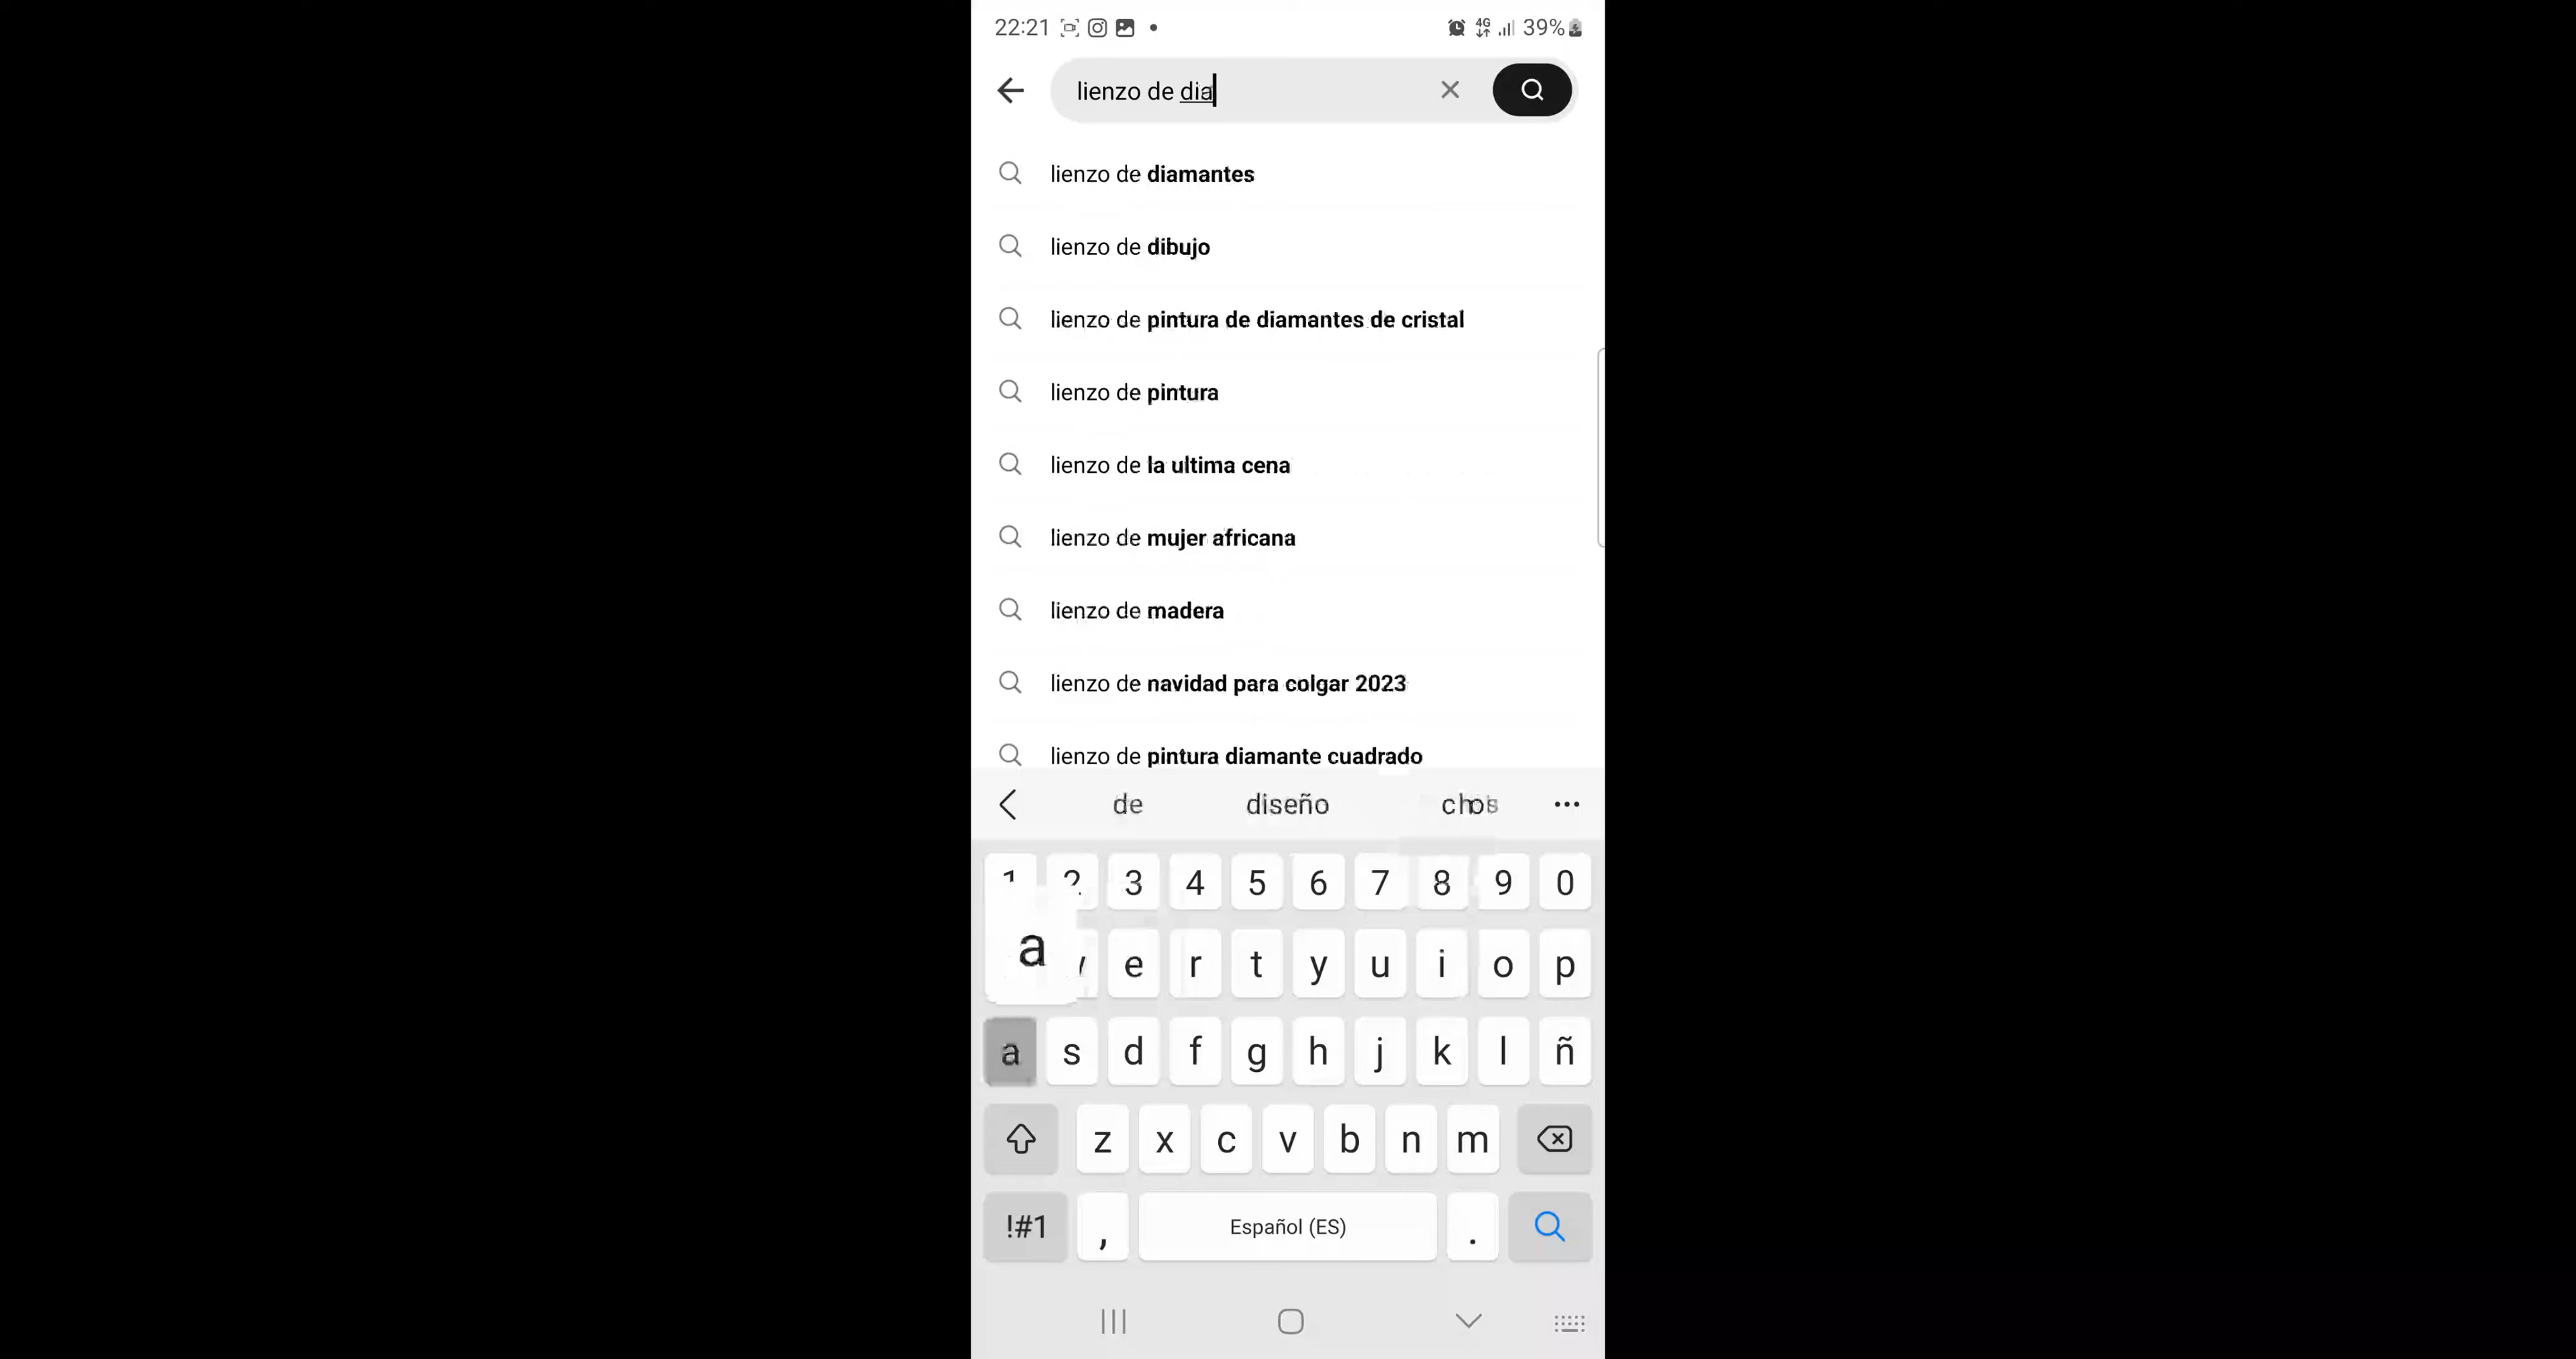 22:21 4G 39%
lienzo de dia
lienzo de diamantes
lienzo de dibujo
lienzo de pintura de diamantes de cristal
lienzo de pintura
lienzo de la ultima cena
lienzo de mujer africana
lienzo de madera
lienzo de navidad para colgar 2023
lienzo de pintura diamante cuadrado
de diseño
1 2 3 4 5 6 7 8 9 0
a e r t y u i o p
a s d f g h j k l ñ
z x c v b n m
!#1 , Español (ES) .